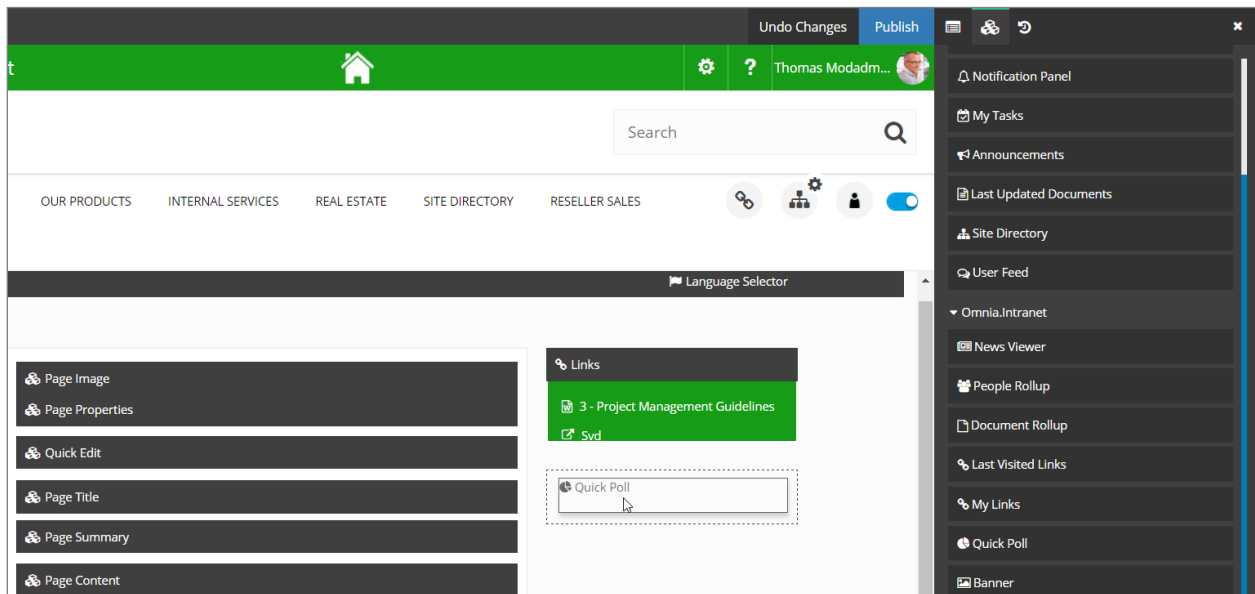 Undo Changes
Publish
t
?
Thomas Modadm...
Search
OUR PRODUCTS
INTERNAL SERVICES
REAL ESTATE
SITE DIRECTORY
RESELLER SALES
Language Selector
Page Image
Page Properties
Quick Edit
Page Title
Page Summary
Page Content
Links
3 - Project Management Guidelines
Svd
Quick Poll
Notification Panel
My Tasks
Announcements
Last Updated Documents
Site Directory
User Feed
Omnia.Intranet
News Viewer
People Rollup
Document Rollup
Last Visited Links
My Links
Quick Poll
Banner